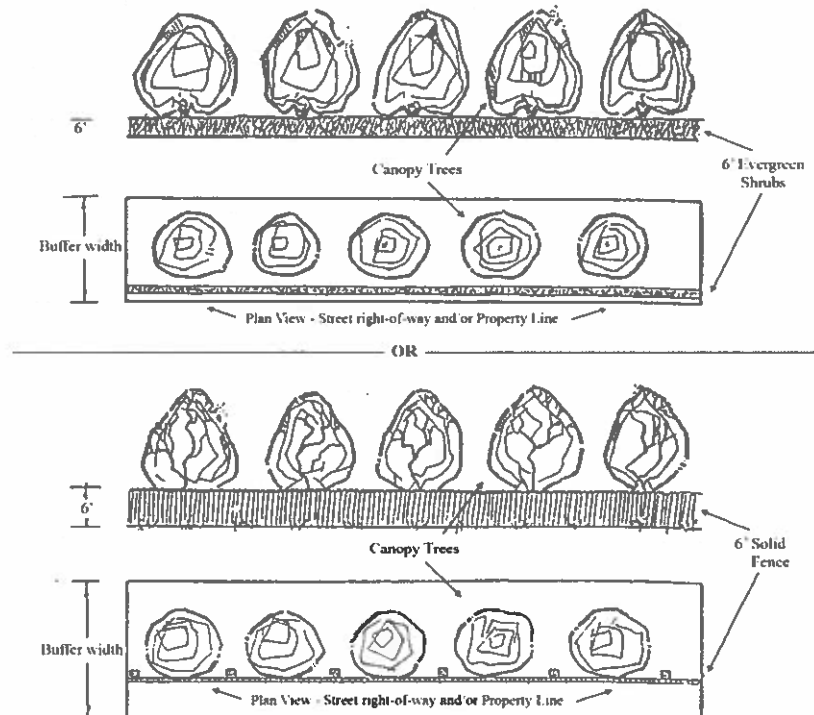 6'
Canopy Trees
6' Evergreen
Shrubs
Buffer width
Plan View - Street right-of-way and/or Property Line
OR
6'
Canopy Trees
6' Solid
Fence
Buffer width
Plan View - Street right-of-way and/or Property Line